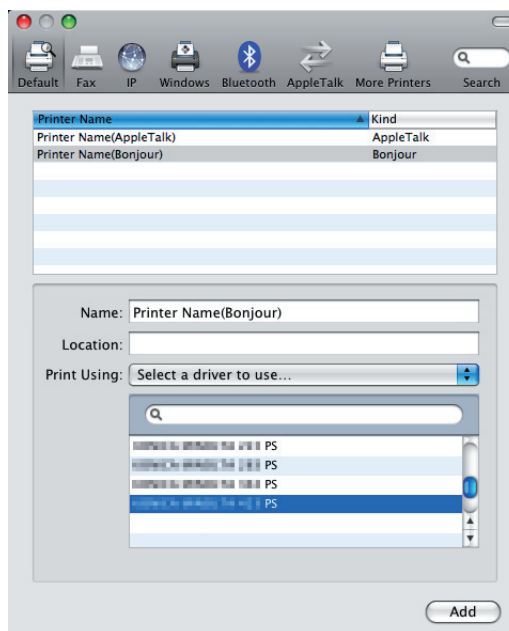 Default Fax IP Windows Bluetooth AppleTalk More Printers Search
Printer Name Kind
Printer Name(AppleTalk) AppleTalk
Printer Name(Bonjour) Bonjour
Name: Printer Name(Bonjour)
Location:
Print Using: Select a driver to use...
PS
PS
PS
PS
Add